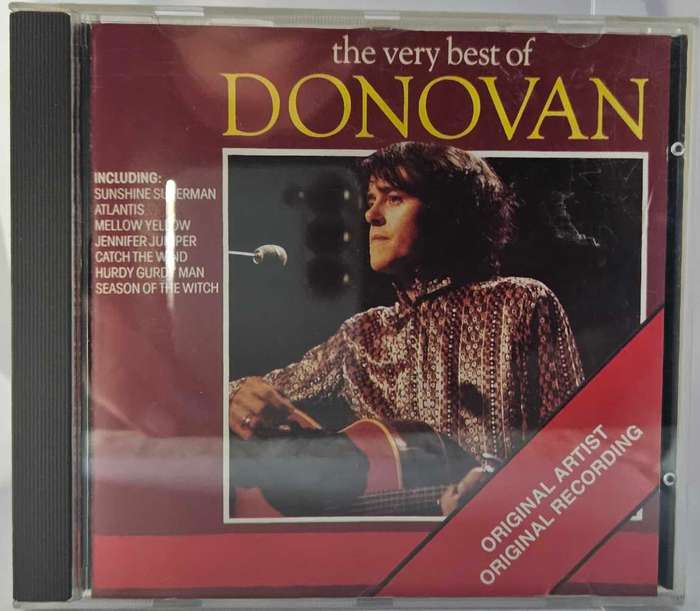 the very best of
DONOVAN
INCLUDING:
SUNSHINE SUPERMAN
ATLANTIS
MELLOW YELLOW
JENNIFER JUNIPER
CATCH THE WIND
HURDY GURDY MAN
SEASON OF THE WITCH
ORIGINAL ARTIST
ORIGINAL RECORDING